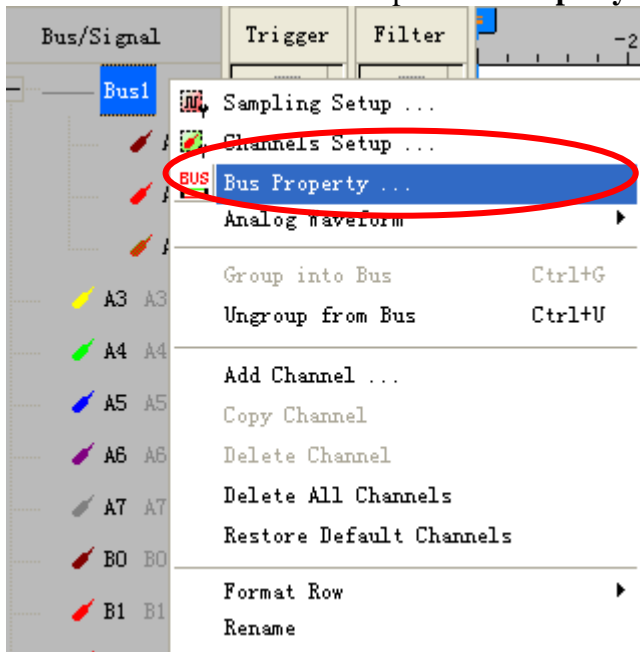 roperty
Bus/Signal Trigger Filter
-2
Bus1
Sampling Setup ...
Channels Setup ...
BUS Bus Property ...
Analog Waveform
Group into Bus Ctrl+G
A3 A3
Ungroup from Bus Ctrl+U
A4 A4
Add Channel ...
A5 A5
Copy Channel
A6 A6
Delete Channel
A7 A7
Delete All Channels
Restore Default Channels
B0 B0
Format Row
B1 B1
Rename